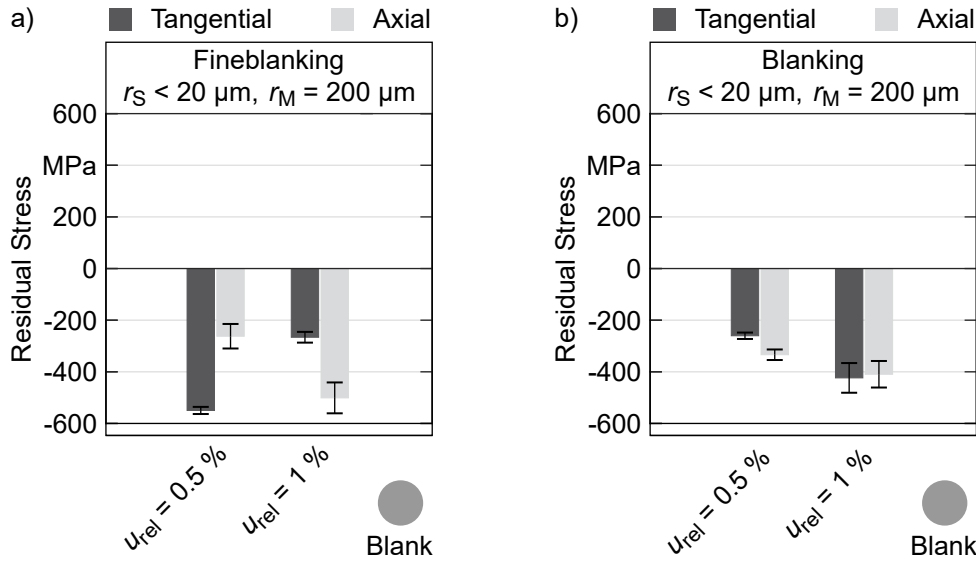 a)
Tangential Axial
Fineblanking
rS < 20 µm, rM = 200 µm
600
MPa
200
0
-200
-400
-600
Residual Stress
urel = 0.5 %
urel = 1 %
Blank
b)
Tangential Axial
Blanking
rS < 20 µm, rM = 200 µm
600
MPa
200
0
-200
-400
-600
Residual Stress
urel = 0.5 %
urel = 1 %
Blank